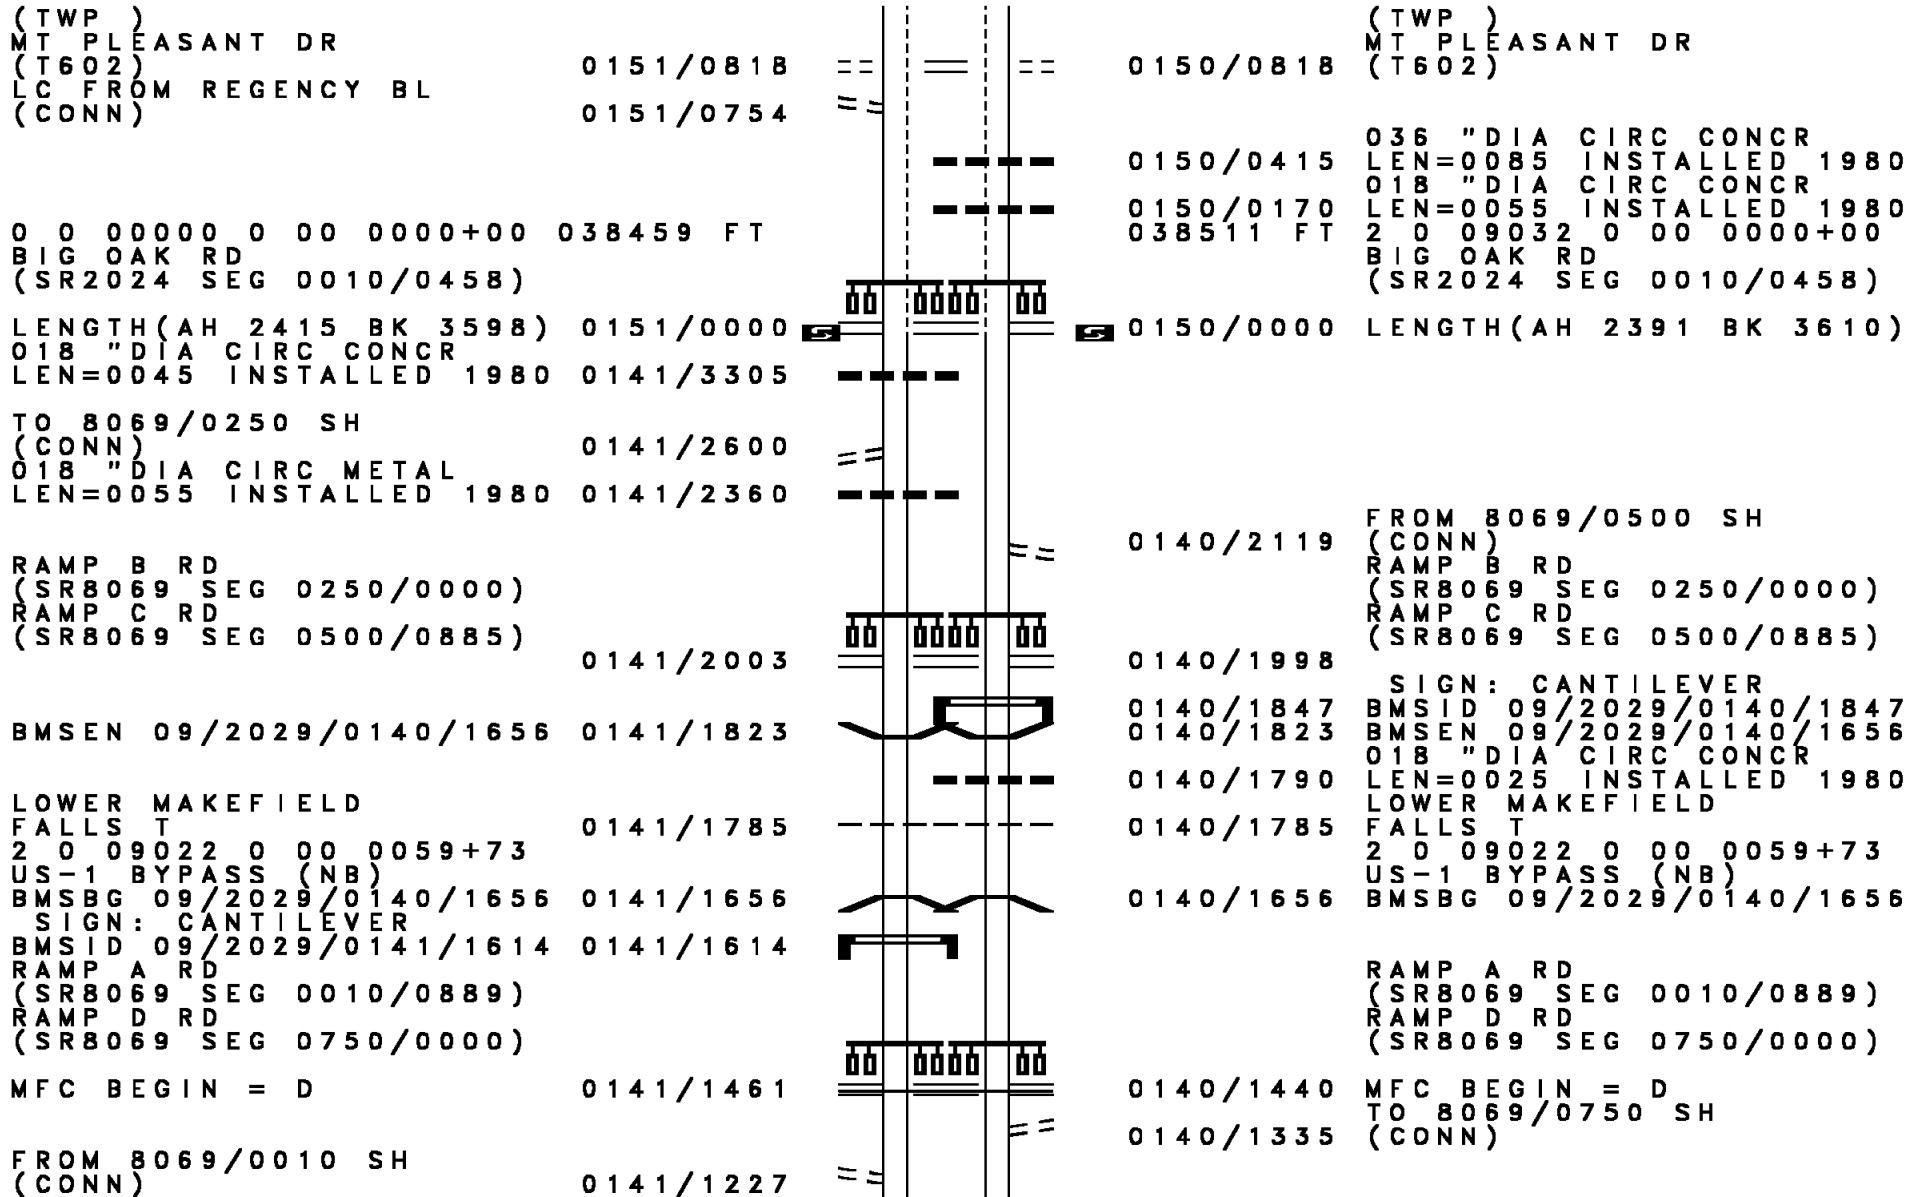 (TWP )
MT PLEASANT DR
(T602) 0151/0818
LC FROM REGENCY BL
(CONN) 0151/0754
0 0 00000 0 00 0000+00 038459 FT
BIG OAK RD
(SR2024 SEG 0010/0458)
LENGTH(AH 2415 BK 3598) 0151/0000 S
018 "DIA CIRC CONCR
LEN=0045 INSTALLED 1980 0141/3305
TO 8069/0250 SH
(CONN) 0141/2600
018 "DIA CIRC METAL
LEN=0055 INSTALLED 1980 0141/2360
RAMP B RD
(SR8069 SEG 0250/0000)
RAMP C RD
(SR8069 SEG 0500/0885)
0141/2003
BMSEN 09/2029/0140/1656 0141/1823
LOWER MAKEFIELD
FALLS T 0141/1785
2 0 09022 0 00 0059+73
US-1 BYPASS (NB)
BMSBG 09/2029/0140/1656 0141/1656
SIGN: CANTILEVER
BMSID 09/2029/0141/1614 0141/1614
RAMP A RD
(SR8069 SEG 0010/0889)
RAMP D RD
(SR8069 SEG 0750/0000)
MFC BEGIN = D 0141/1461
FROM 8069/0010 SH
(CONN) 0141/1227
(TWP )
MT PLEASANT DR
0150/0818 (T602)
036 "DIA CIRC CONCR
0150/0415 LEN=0085 INSTALLED 1980
018 "DIA CIRC CONCR
0150/0170 LEN=0055 INSTALLED 1980
038511 FT 2 0 09032 0 00 0000+00
BIG OAK RD
(SR2024 SEG 0010/0458)
S 0150/0000 LENGTH(AH 2391 BK 3610)
FROM 8069/0500 SH
0140/2119 (CONN)
RAMP B RD
(SR8069 SEG 0250/0000)
RAMP C RD
(SR8069 SEG 0500/0885)
0140/1998
SIGN: CANTILEVER
0140/1847 BMSID 09/2029/0140/1847
0140/1823 BMSEN 09/2029/0140/1656
018 "DIA CIRC CONCR
0140/1790 LEN=0025 INSTALLED 1980
LOWER MAKEFIELD
0140/1785 FALLS T
2 0 09022 0 00 0059+73
US-1 BYPASS (NB)
0140/1656 BMSBG 09/2029/0140/1656
RAMP A RD
(SR8069 SEG 0010/0889)
RAMP D RD
(SR8069 SEG 0750/0000)
0140/1440 MFC BEGIN = D
TO 8069/0750 SH
0140/1335 (CONN)